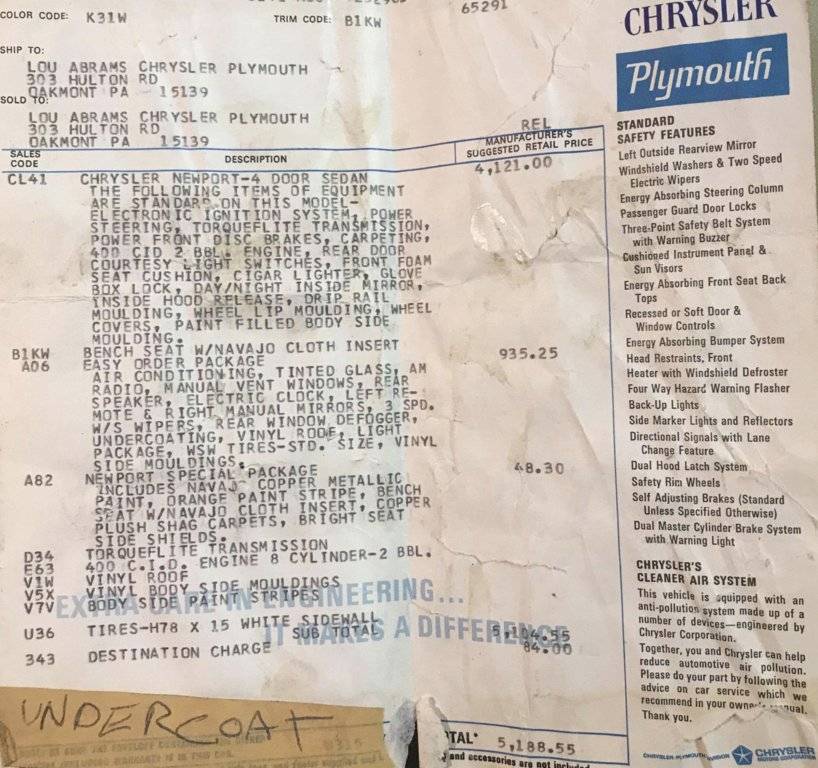 65291
COLOR CODE: K31W TRIM CODE: B1KW
SHIP TO:
LOU ABRAMS CHRYSLER PLYMOUTH
303 HULTON RD
OAKMONT PA 15139
SOLD TO:
LOU ABRAMS CHRYSLER PLYMOUTH
303 HULTON RD
OAKMONT PA 15139
REL
SALES CODE DESCRIPTION MANUFACTURER'S SUGGESTED RETAIL PRICE
CL41 CHRYSLER NEWPORT-4 DOOR SEDAN 4,121.00
THE FOLLOWING ITEMS OF EQUIPMENT
ARE STANDARD ON THIS MODEL-
ELECTRONIC IGNITION SYSTEM, POWER
STEERING, TORQUEFLITE TRANSMISSION,
POWER FRONT DISC BRAKES, CARPETING,
400 CID 2 BBL. ENGINE, REAR DOOR
COURTESY LIGHT SWITCHES, FRONT FOAM
SEAT CUSHION, CIGAR LIGHTER, GLOVE
BOX LOCK, DAY/NIGHT INSIDE MIRROR,
INSIDE HOOD RELEASE, DRIP RAIL
MOULDING, WHEEL LIP MOULDING, WHEEL
COVERS, PAINT FILLED BODY SIDE
MOULDING.
B1KW BENCH SEAT W/NAVAJO CLOTH INSERT
A06 EASY ORDER PACKAGE 935.25
AIR CONDITIONING, TINTED GLASS, AM
RADIO, MANUAL VENT WINDOWS, REAR
SPEAKER, ELECTRIC CLOCK, LEFT RE-
MOTE & RIGHT MANUAL MIRRORS, 3 SPD.
W/S WIPERS, REAR WINDOW DEFOGGER,
UNDERCOATING, VINYL ROOF, LIGHT
PACKAGE, WSW TIRES-STD. SIZE, VINYL
SIDE MOULDINGS.
A82 NEWPORT SPECIAL PACKAGE 48.30
INCLUDES NAVAJO COPPER METALLIC
PAINT, ORANGE PAINT STRIPE, BENCH
SEAT W/NAVAJO CLOTH INSERT, COPPER
PLUSH SHAG CARPETS, BRIGHT SEAT
SIDE SHIELDS.
D34 TORQUEFLITE TRANSMISSION
E63 400 C.I.D. ENGINE 8 CYLINDER-2 BBL.
V1W VINYL ROOF
V5X VINYL BODY SIDE MOULDINGS
V7V BODY SIDE PAINT STRIPES
EXTRA CARE IN ENGINEERING...
IT MAKES A DIFFERENCE
U36 TIRES-H78 X 15 WHITE SIDEWALL
SUB TOTAL 5,104.55
343 DESTINATION CHARGE 84.00
UNDERCOAT
TOTAL* 5,188.55
and accessories are not included
CHRYSLER
Plymouth
STANDARD
SAFETY FEATURES
Left Outside Rearview Mirror
Windshield Washers & Two Speed
Electric Wipers
Energy Absorbing Steering Column
Passenger Guard Door Locks
Three-Point Safety Belt System
with Warning Buzzer
Cushioned Instrument Panel &
Sun Visors
Energy Absorbing Front Seat Back
Tops
Recessed or Soft Door &
Window Controls
Energy Absorbing Bumper System
Head Restraints, Front
Heater with Windshield Defroster
Four Way Hazard Warning Flasher
Back-Up Lights
Side Marker Lights and Reflectors
Directional Signals with Lane
Change Feature
Dual Hood Latch System
Safety Rim Wheels
Self Adjusting Brakes (Standard
Unless Specified Otherwise)
Dual Master Cylinder Brake System
with Warning Light
CHRYSLER'S
CLEANER AIR SYSTEM
This vehicle is equipped with an
anti-pollution system made up of a
number of devices—engineered by
Chrysler Corporation.
Together, you and Chrysler can help
reduce automotive air pollution.
Please do your part by following the
advice on car service which we
recommend in your owner's manual.
Thank you.
CHRYSLER-PLYMOUTH DIVISION CHRYSLER
MOTORS CORPORATION